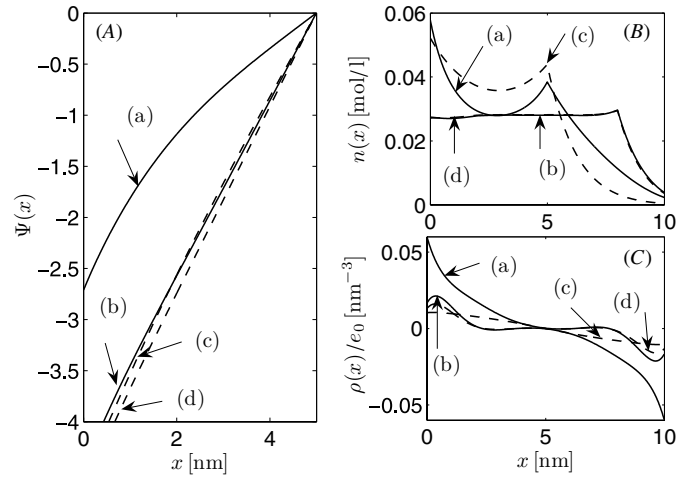 (A)
0
−0.5
−1
−1.5
−2
−2.5
−3
−3.5
−4
Ψ(x)
0
2
4
x [nm]
(a)
(b)
(c)
(d)
(B)
0.06
0.04
0.02
0
n(x) [mol/l]
0
5
10
(a)
(c)
(d)
(b)
(C)
0.05
0
−0.05
ρ(x)/e₀ [nm⁻³]
0
5
10
x [nm]
(a)
(c)
(d)
(b)